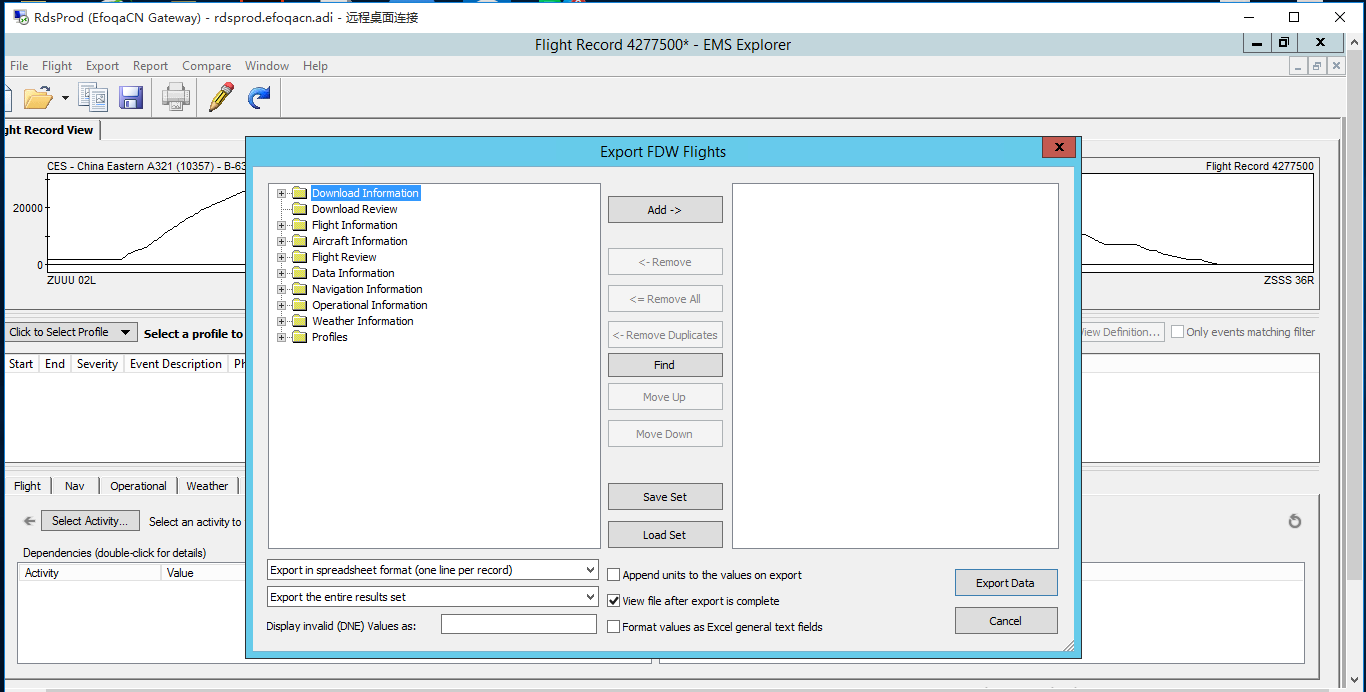 RdsProd (EfoqaCN Gateway) - rdsprod.efoqacn.adi - 远程桌面连接
Flight Record 4277500* - EMS Explorer
File Flight Export Report Compare Window Help
ght Record View
CES - China Eastern A321 (10357) - B-63
Flight Record 4277500
20000
0
ZUUU 02L
ZSSS 36R
Click to Select Profile
Select a profile to
View Definition...
Only events matching filter
Start End Severity Event Description Ph
Flight Nav Operational Weather
Select Activity...
Select an activity to
Dependencies (double-click for details)
Activity Value
Export FDW Flights
Download Information
Download Review
Flight Information
Aircraft Information
Flight Review
Data Information
Navigation Information
Operational Information
Weather Information
Profiles
Add ->
<- Remove
<= Remove All
<- Remove Duplicates
Find
Move Up
Move Down
Save Set
Load Set
Export in spreadsheet format (one line per record)
Export the entire results set
Display invalid (DNE) Values as:
Append units to the values on export
View file after export is complete
Format values as Excel general text fields
Export Data
Cancel